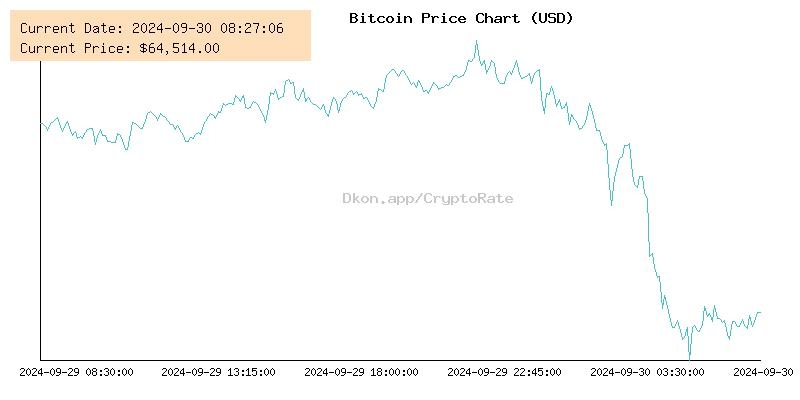 Bitcoin Price Chart (USD)
Current Date: 2024-09-30 08:27:06
Current Price: $64,514.00
Dkon.app/CryptoRate
2024-09-29 08:30:00 2024-09-29 13:15:00 2024-09-29 18:00:00 2024-09-29 22:45:00 2024-09-30 03:30:00 2024-09-30